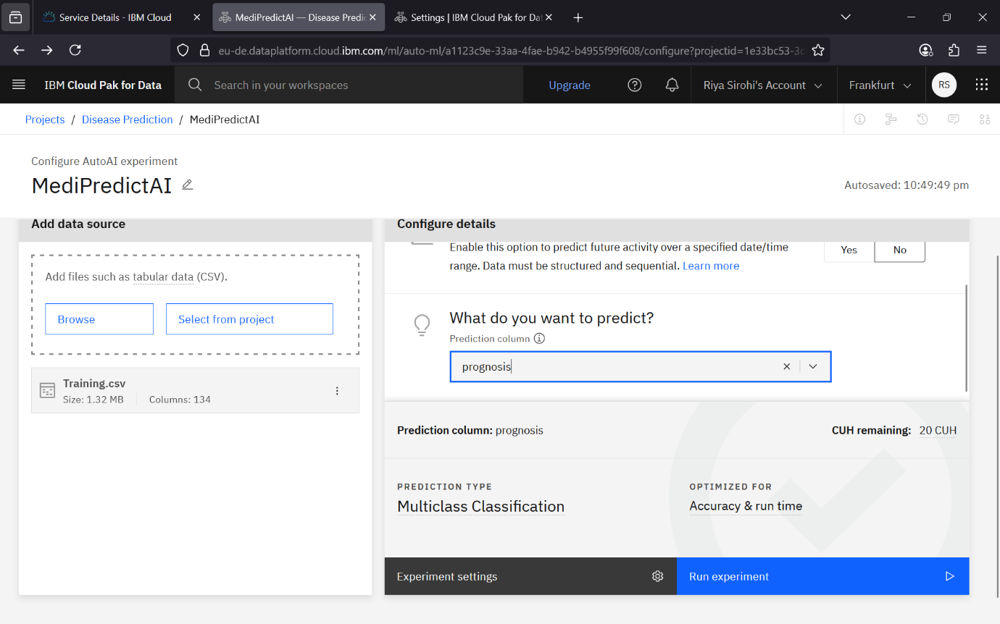 Service Details - IBM Cloud
MediPredictAI — Disease Predic
Settings | IBM Cloud Pak for Dat
eu-de.dataplatform.cloud.ibm.com/ml/auto-ml/a1123c9e-33aa-4fae-b942-b4955f99f608/configure?projectid=1e33bc53-3c
IBM Cloud Pak for Data
Search in your workspaces
Upgrade
Riya Sirohi's Account
Frankfurt
RS
Projects / Disease Prediction / MediPredictAI
Configure AutoAI experiment
MediPredictAI
Autosaved: 10:49:49 pm
Add data source
Add files such as tabular data (CSV).
Browse
Select from project
Training.csv
Size: 1.32 MB
Columns: 134
Configure details
Enable this option to predict future activity over a specified date/time
range. Data must be structured and sequential. Learn more
Yes
No
What do you want to predict?
Prediction column
prognosis
Prediction column: prognosis
CUH remaining: 20 CUH
PREDICTION TYPE
Multiclass Classification
OPTIMIZED FOR
Accuracy & run time
Experiment settings
Run experiment